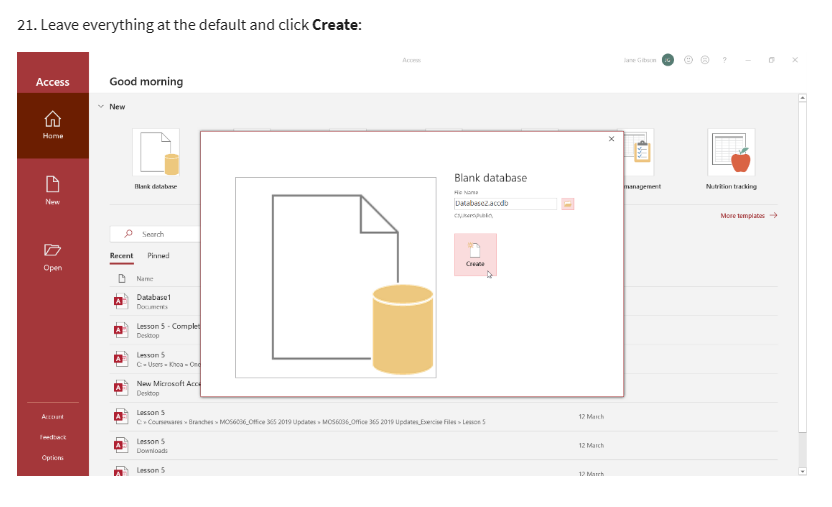 21. Leave everything at the default and click Create:
Access
Jane Gibson JG ?
Access
Good morning
New
Home
New
Open
Account
Feedback
Options
Blank database
management
Nutrition tracking
More templates
Search
Recent Pinned
Name
Database1
Documents
Lesson 5 - Complet
Desktop
Lesson 5
C: » Users » Khoa » One
New Microsoft Acce
Desktop
Lesson 5
C: » Coursewares » Branches » MOS6036_Office 365 2019 Updates » MOS6036_Office 365 2019 Updates_Exercise Files » Lesson 5
12 March
Lesson 5
Downloads
12 March
Lesson 5
12 March
Blank database
File Name
Database2.accdb
Create